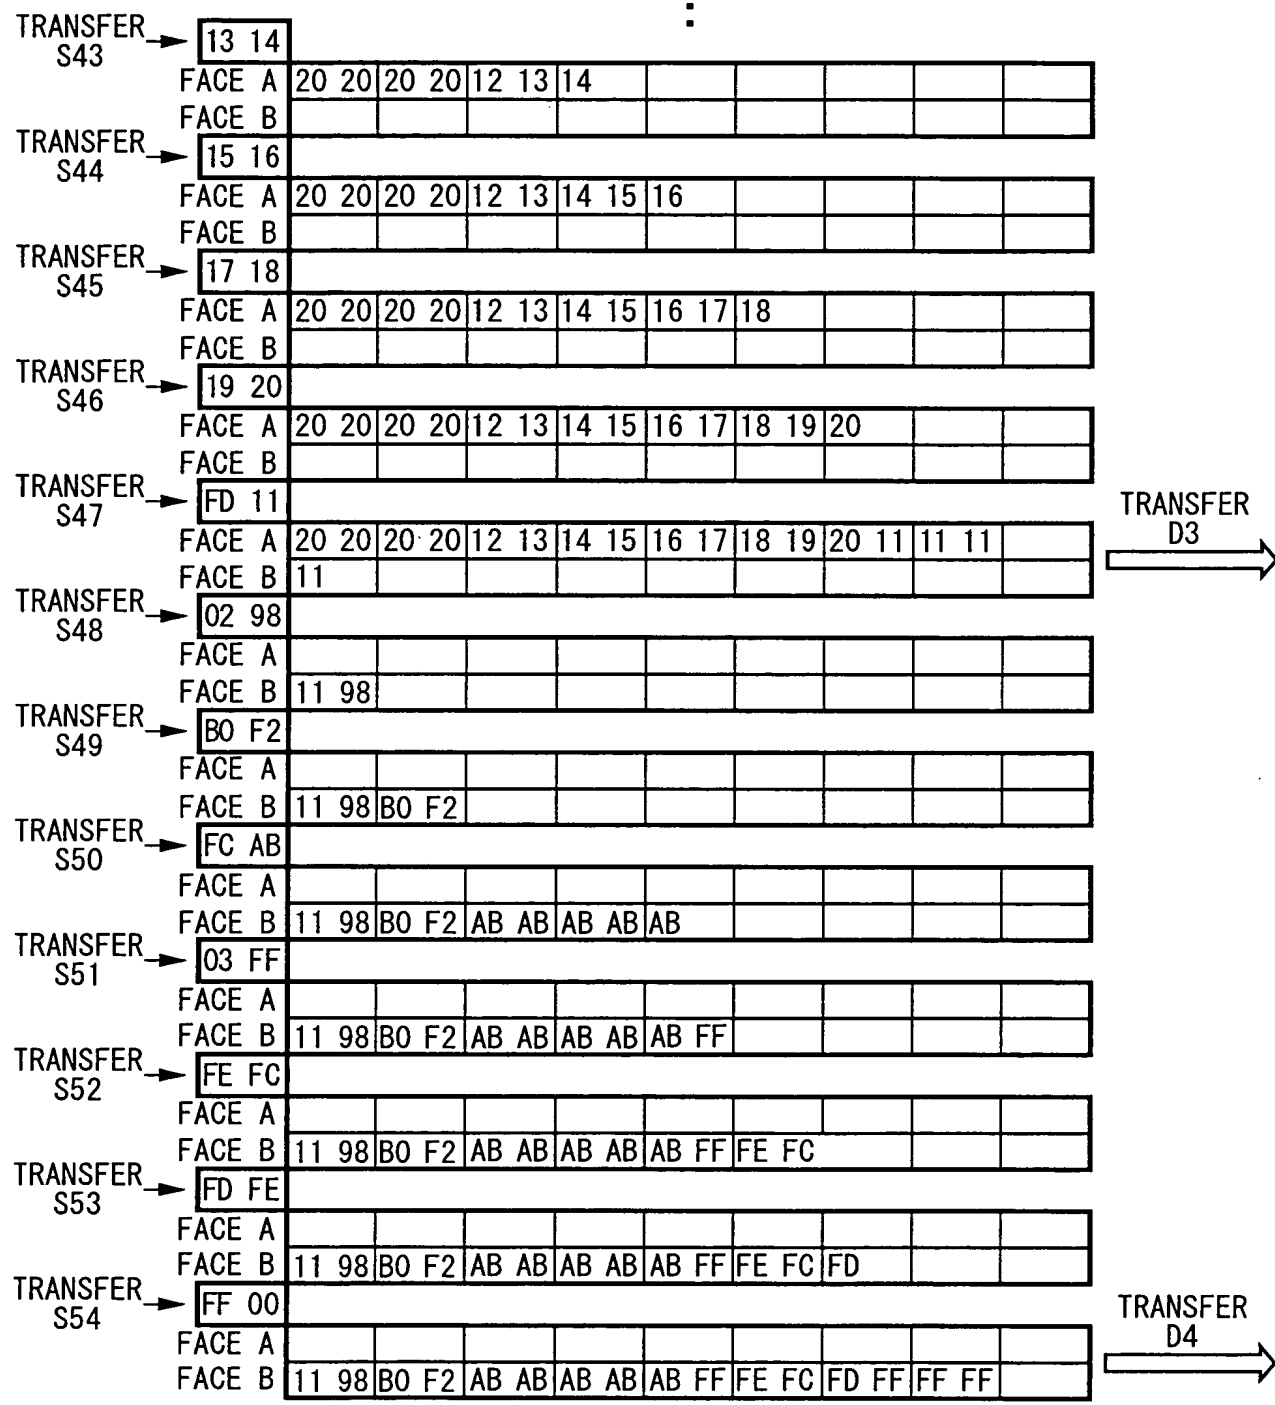 :
TRANSFER S43 13 14
FACE A 20 20 20 20 12 13 14
FACE B
TRANSFER S44 15 16
FACE A 20 20 20 20 12 13 14 15 16
FACE B
TRANSFER S45 17 18
FACE A 20 20 20 20 12 13 14 15 16 17 18
FACE B
TRANSFER S46 19 20
FACE A 20 20 20 20 12 13 14 15 16 17 18 19 20
FACE B
TRANSFER S47 FD 11
FACE A 20 20 20 20 12 13 14 15 16 17 18 19 20 11 11 11
TRANSFER D3
FACE B 11
TRANSFER S48 02 98
FACE A
FACE B 11 98
TRANSFER S49 B0 F2
FACE A
FACE B 11 98 B0 F2
TRANSFER S50 FC AB
FACE A
FACE B 11 98 B0 F2 AB AB AB AB AB
TRANSFER S51 03 FF
FACE A
FACE B 11 98 B0 F2 AB AB AB AB AB FF
TRANSFER S52 FE FC
FACE A
FACE B 11 98 B0 F2 AB AB AB AB AB FF FE FC
TRANSFER S53 FD FE
FACE A
FACE B 11 98 B0 F2 AB AB AB AB AB FF FE FC FD
TRANSFER S54 FF 00
FACE A
TRANSFER D4
FACE B 11 98 B0 F2 AB AB AB AB AB FF FE FC FD FF FF FF